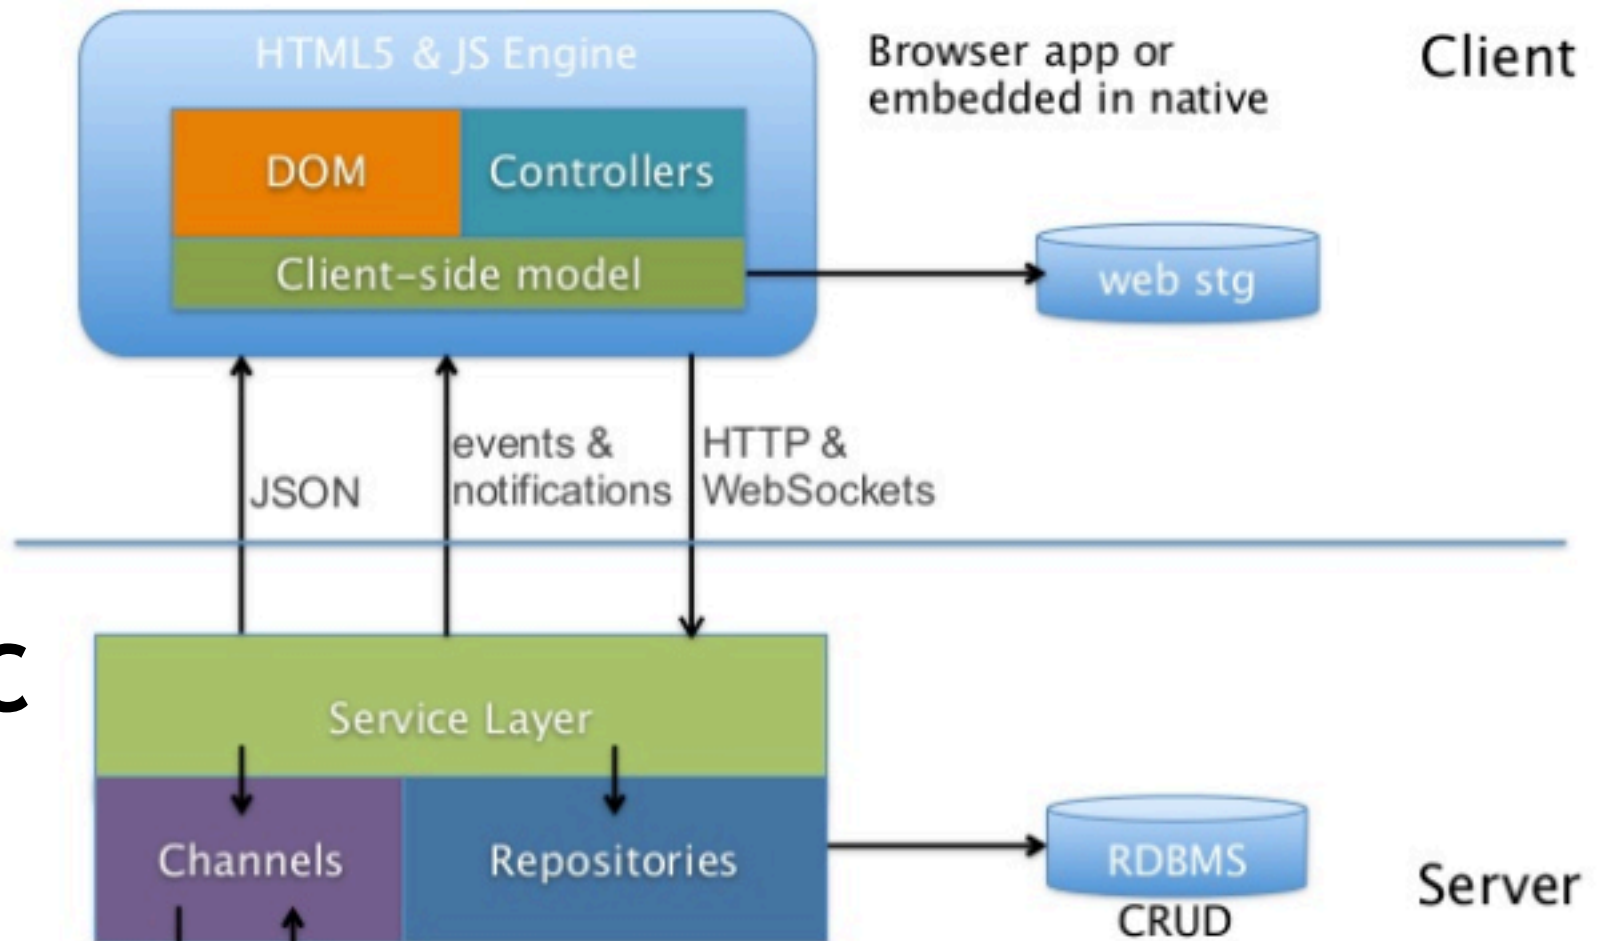 HTML5 & JS Engine
Browser app or
embedded in native
Client
DOM
Controllers
Client-side model
web stg
JSON
events &
notifications
HTTP &
WebSockets
C
Service Layer
Channels
Repositories
RDBMS
CRUD
Server